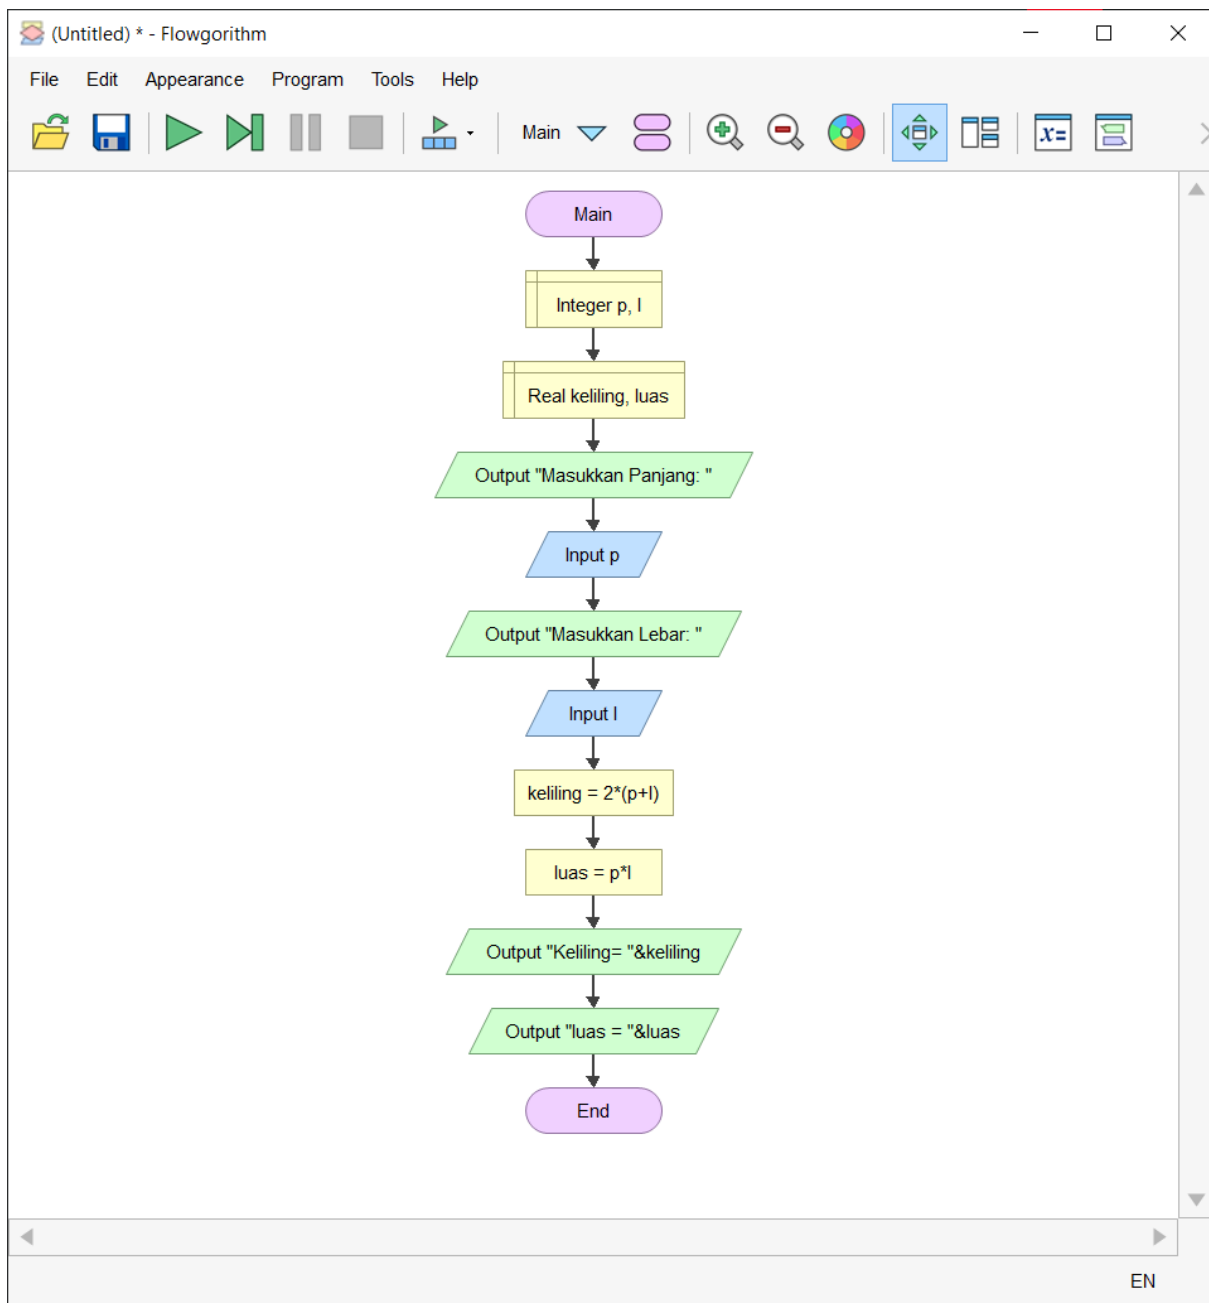 (Untitled) * - Flowgorithm
File Edit Appearance Program Tools Help
Main
x=
Main
Integer p, l
Real keliling, luas
Output "Masukkan Panjang: "
Input p
Output "Masukkan Lebar: "
Input l
keliling = 2*(p+l)
luas = p*l
Output "Keliling= "&keliling
Output "luas = "&luas
End
EN